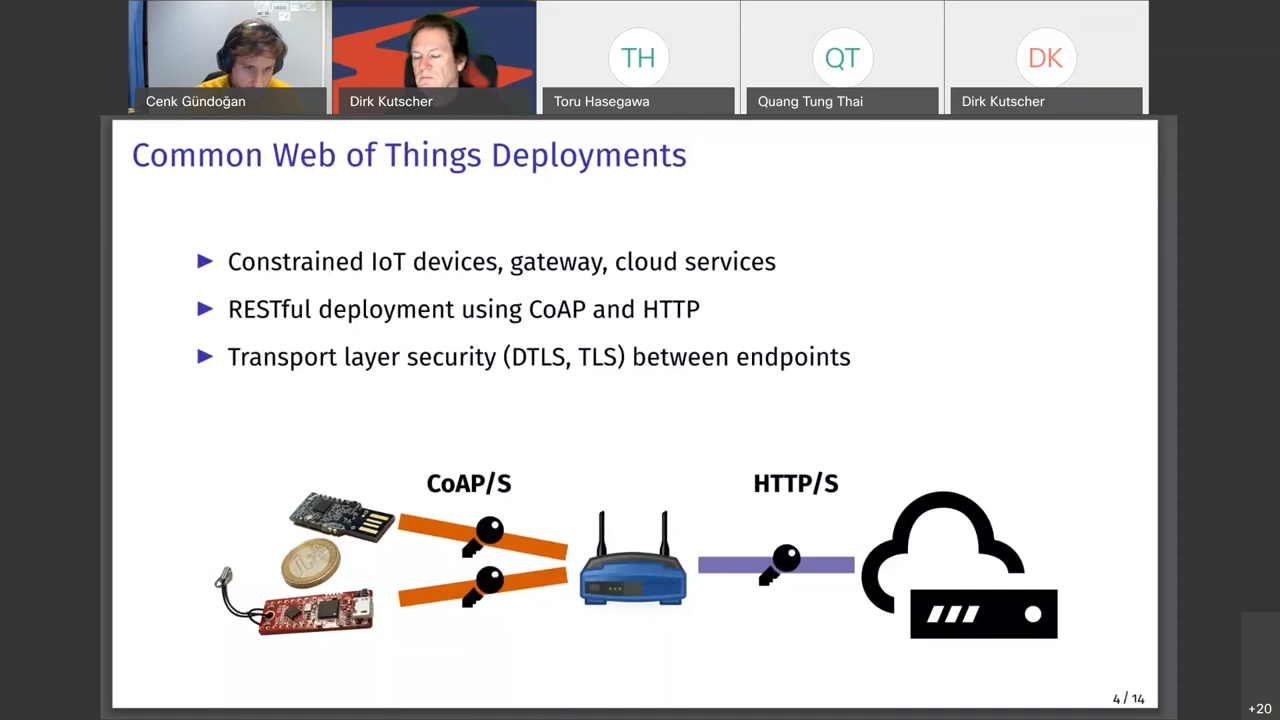 TH
QT
DK
Cenk Gündoğan
Dirk Kutscher
Toru Hasegawa
Quang Tung Thai
Dirk Kutscher
Common Web of Things Deployments
Constrained IoT devices, gateway, cloud services
RESTful deployment using CoAP and HTTP
Transport layer security (DTLS, TLS) between endpoints
CoAP/S
HTTP/S
4 / 14
+20